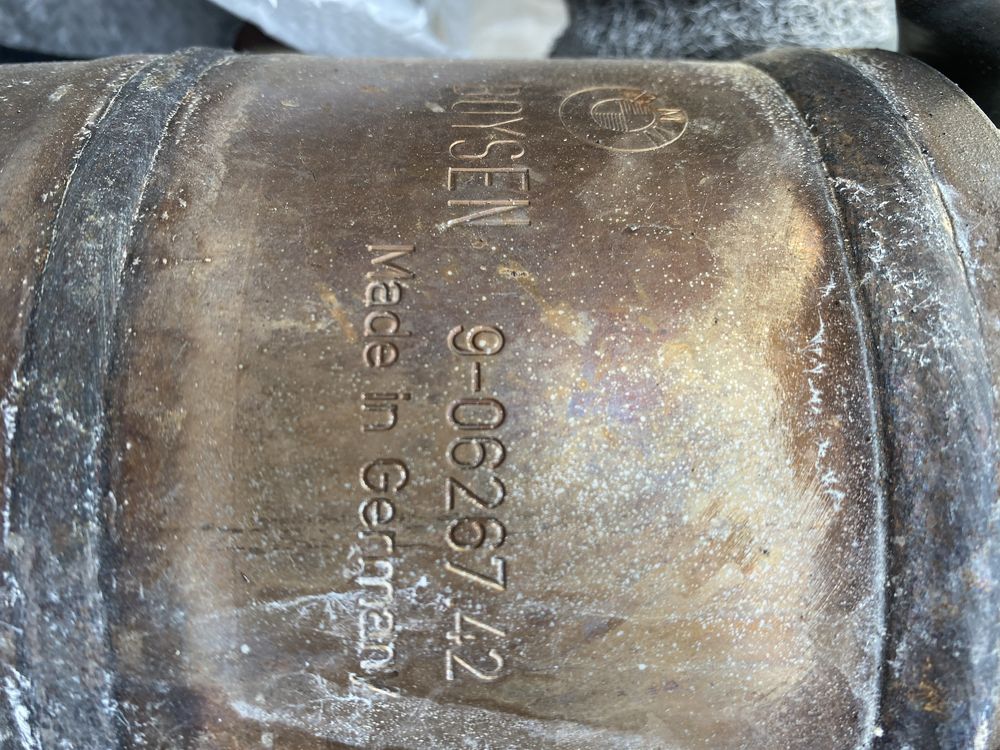 BOYSEN
9-06267 42
Made in Germany